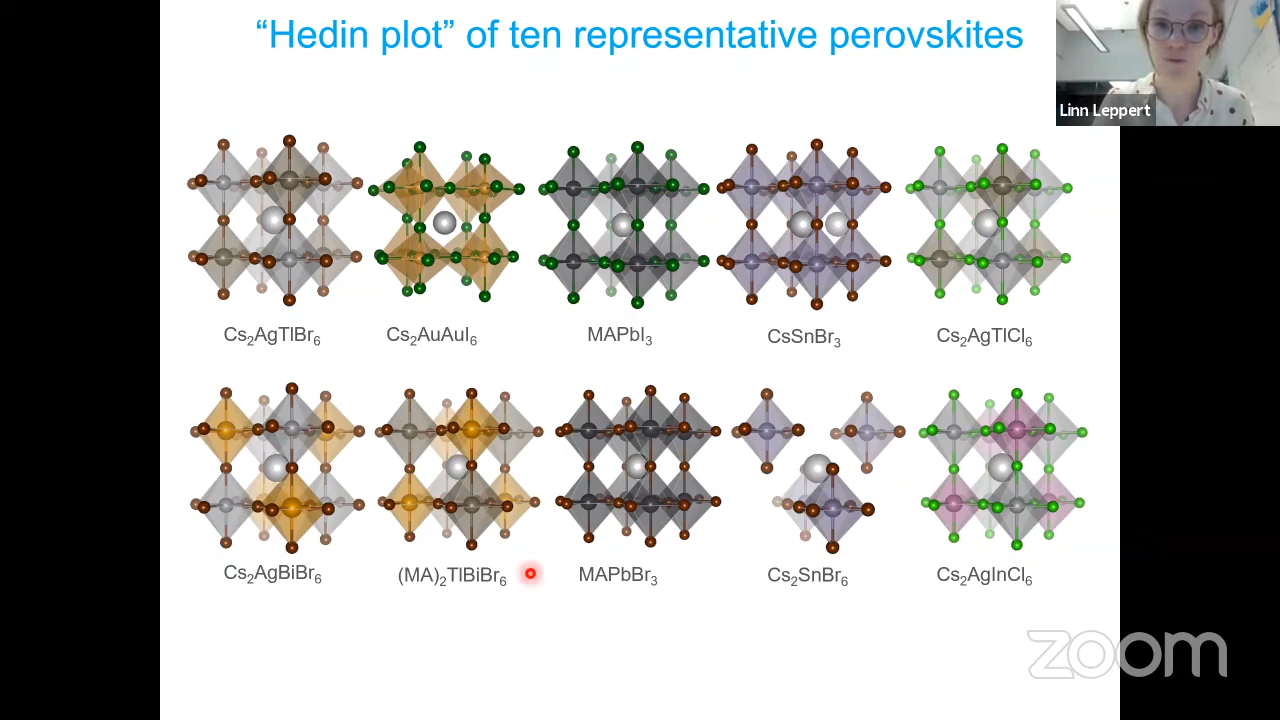 “Hedin plot” of ten representative perovskites
Linn Leppert
Cs₂AgTlBr₆
Cs₂AuAuI₆
MAPbI₃
CsSnBr₃
Cs₂AgTlCl₆
Cs₂AgBiBr₆
(MA)₂TlBiBr₆
MAPbBr₃
Cs₂SnBr₆
Cs₂AgInCl₆
zoom